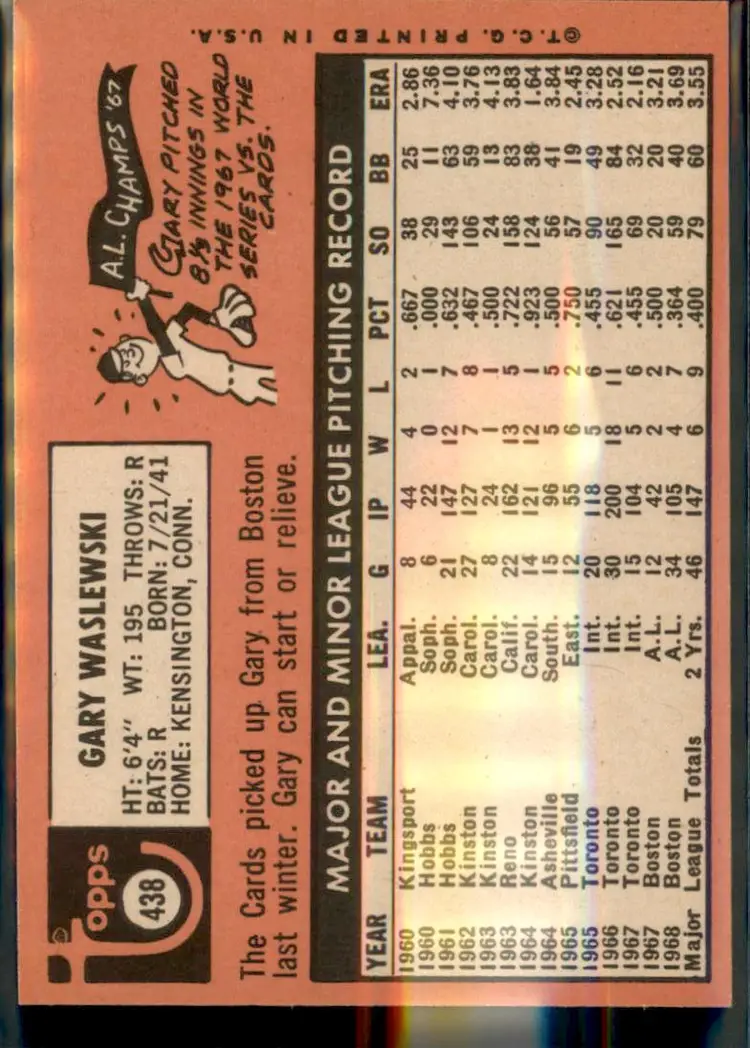 Topps
438
GARY WASLEWSKI
HT: 6'4" WT: 195 THROWS: R
BATS: R BORN: 7/21/41
HOME: KENSINGTON, CONN.
A.L. CHAMPS '67
GARY PITCHED
8⅓ INNINGS IN
THE 1967 WORLD
SERIES VS. THE
CARDS.
The Cards picked up Gary from Boston
last winter. Gary can start or relieve.
MAJOR AND MINOR LEAGUE PITCHING RECORD
YEAR TEAM LEA. G IP W L PCT SO BB ERA
1960 Kingsport Appal. 8 44 4 2 .667 38 25 2.86
1960 Hobbs Soph. 6 22 0 1 .000 29 11 7.36
1961 Hobbs Soph. 21 147 12 7 .632 143 63 4.10
1962 Kinston Carol. 27 127 7 8 .467 106 59 3.76
1963 Kinston Carol. 8 24 1 1 .500 24 13 4.13
1963 Reno Calif. 22 162 13 5 .722 158 83 3.83
1964 Kinston Carol. 14 121 12 1 .923 124 38 1.64
1964 Asheville South. 15 96 5 5 .500 56 41 3.84
1965 Pittsfield East. 12 55 6 2 .750 57 19 2.45
1965 Toronto Int. 20 118 5 6 .455 90 49 3.28
1966 Toronto Int. 30 200 18 11 .621 165 84 2.52
1967 Toronto Int. 15 104 5 6 .455 69 32 2.16
1967 Boston A.L. 12 42 2 2 .500 20 20 3.21
1968 Boston A.L. 34 105 4 7 .364 59 40 3.69
Major League Totals 2 Yrs. 46 147 6 9 .400 79 60 3.55
©T.C.G. PRINTED IN U.S.A.